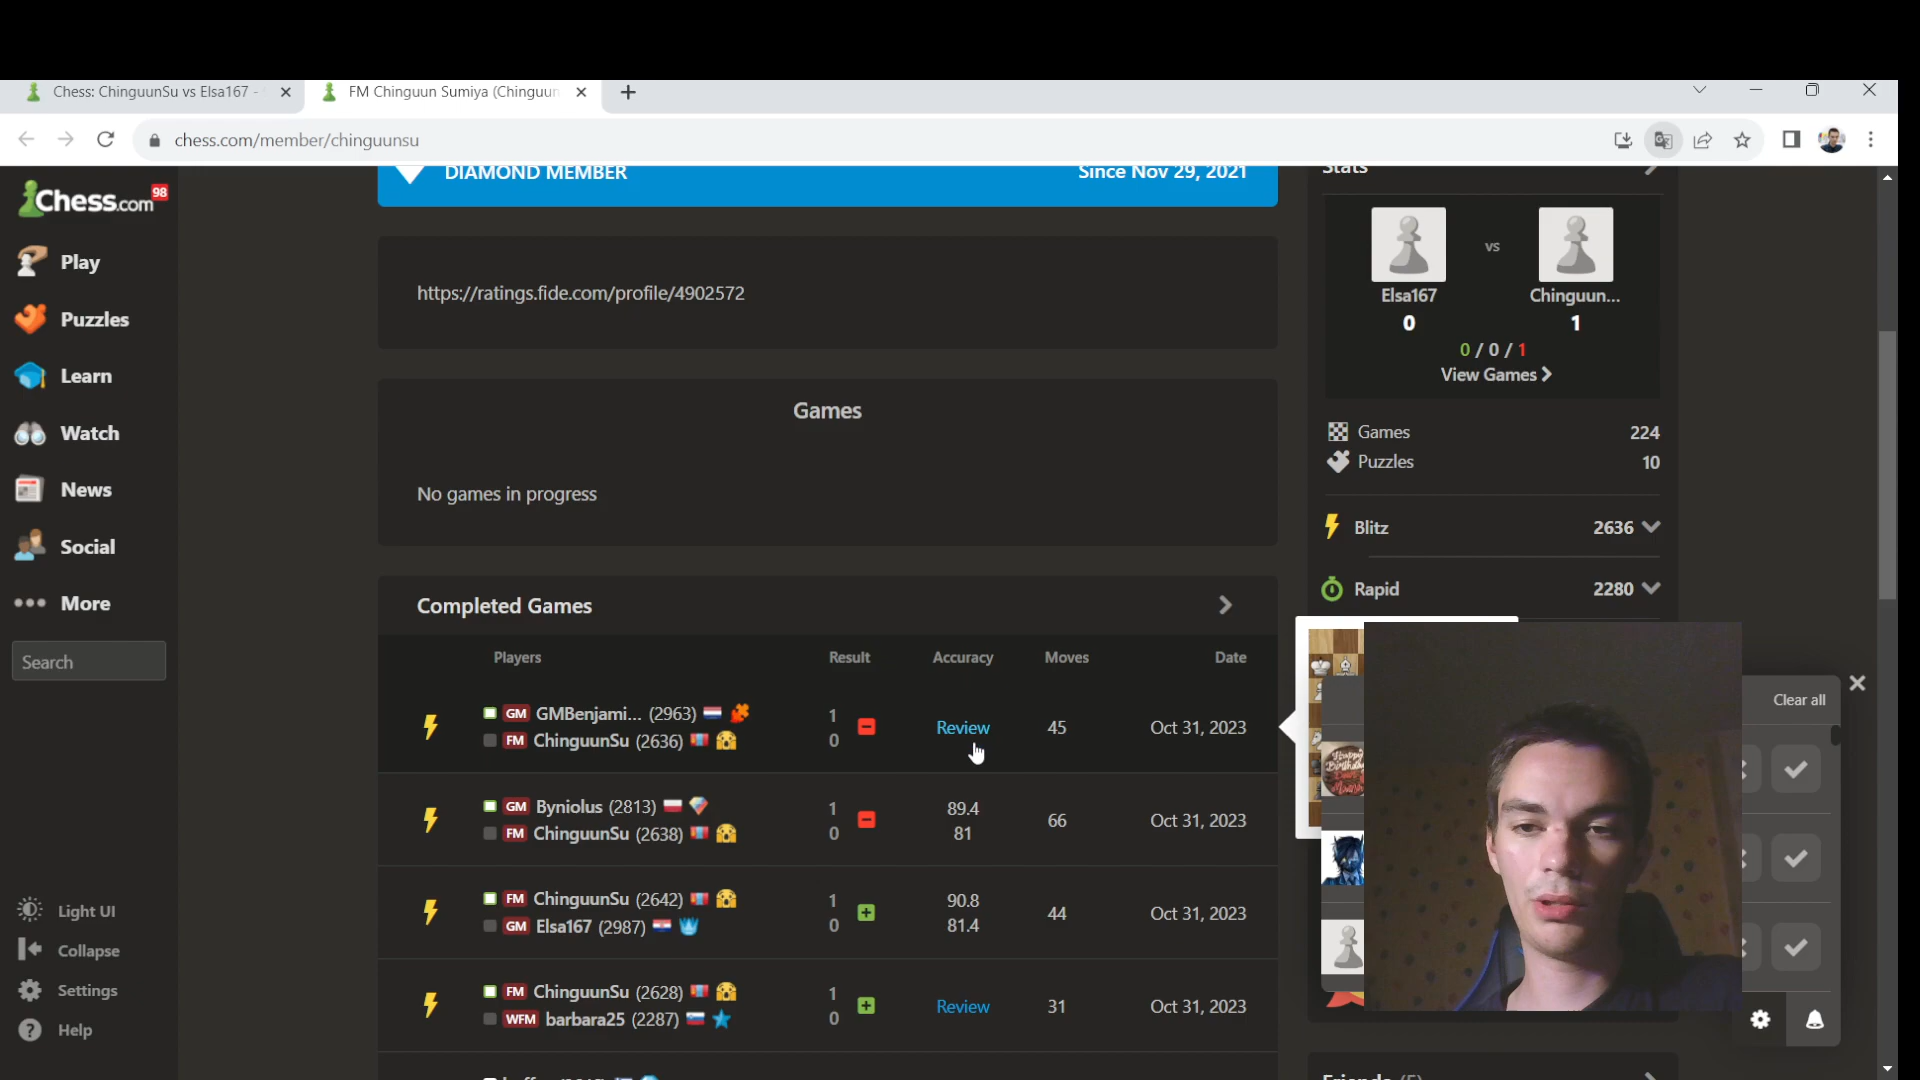 Chess: ChinguunSu vs Elsa167 -
FM Chinguun Sumiya (Chinguun
chess.com/member/chinguunsu
Chess.com
98
Play
Puzzles
Learn
Watch
News
Social
More
Search
Light UI
Collapse
Settings
Help
DIAMOND MEMBER
Since Nov 29, 2021
https://ratings.fide.com/profile/4902572
Games
No games in progress
Completed Games
Players Result Accuracy Moves Date
GM GMBenjami... (2963) 1
FM ChinguunSu (2636) 0
Review 45 Oct 31, 2023
GM Byniolus (2813) 1 89.4
FM ChinguunSu (2638) 0 81
66 Oct 31, 2023
FM ChinguunSu (2642) 1 90.8
GM Elsa167 (2987) 0 81.4
44 Oct 31, 2023
FM ChinguunSu (2628) 1
WFM barbara25 (2287) 0
Review 31 Oct 31, 2023
Stats
vs
Elsa167 Chinguun...
0 1
0 / 0 / 1
View Games
Games 224
Puzzles 10
Blitz 2636
Rapid 2280
Clear all
Happy
Birthday
Friends (5)